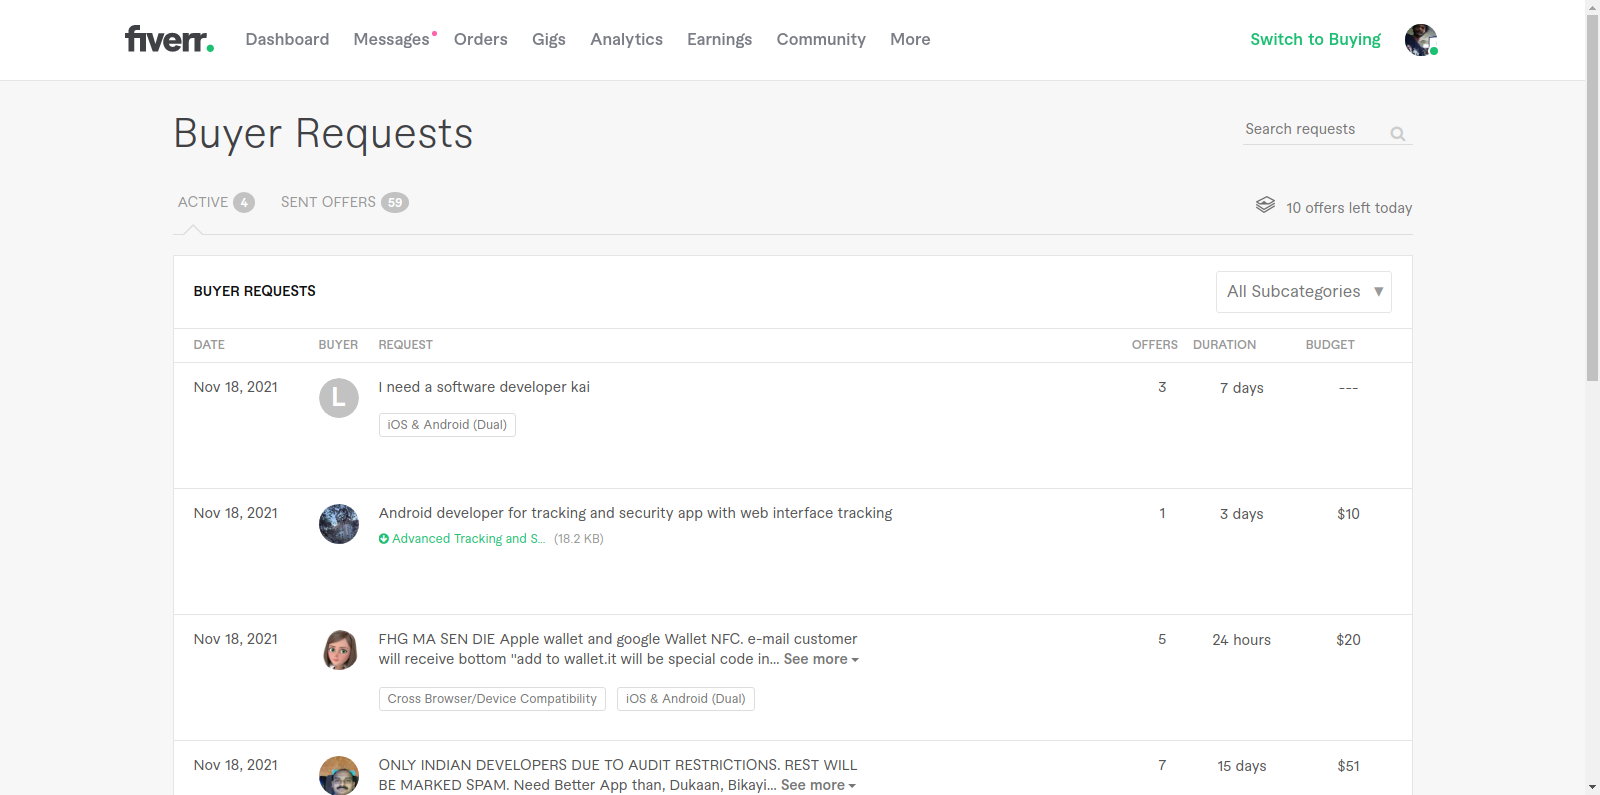 fiverr. Dashboard Messages Orders Gigs Analytics Earnings Community More Switch to Buying
Buyer Requests
Search requests
ACTIVE 4 SENT OFFERS 59
10 offers left today
BUYER REQUESTS
All Subcategories
DATE BUYER REQUEST OFFERS DURATION BUDGET
Nov 18, 2021 L I need a software developer kai 3 7 days ---
iOS & Android (Dual)
Nov 18, 2021 Android developer for tracking and security app with web interface tracking 1 3 days $10
Advanced Tracking and S... (18.2 KB)
Nov 18, 2021 FHG MA SEN DIE Apple wallet and google Wallet NFC. e-mail customer 5 24 hours $20
will receive bottom "add to wallet.it will be special code in... See more
Cross Browser/Device Compatibility iOS & Android (Dual)
Nov 18, 2021 ONLY INDIAN DEVELOPERS DUE TO AUDIT RESTRICTIONS. REST WILL 7 15 days $51
BE MARKED SPAM. Need Better App than, Dukaan, Bikayi... See more